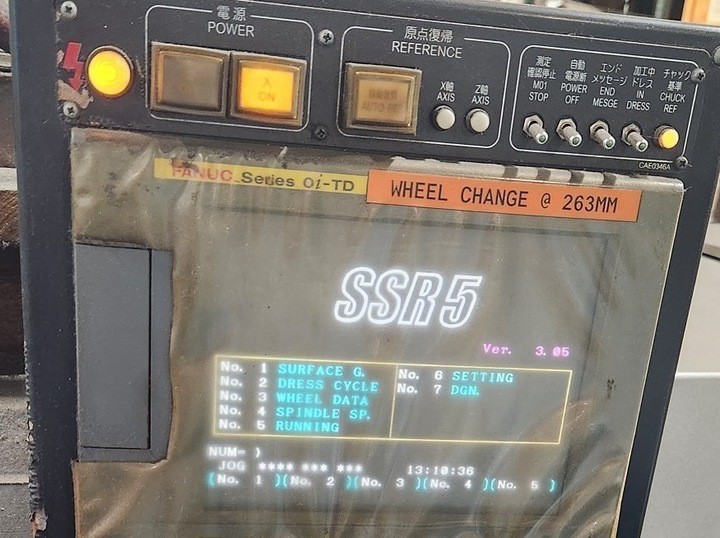 電源
POWER
入
ON
原点復帰
REFERENCE
AUTO
X軸
AXIS
Z軸
AXIS
測定
確認停止
M01
STOP
自動
電源断
POWER
OFF
エンド
メッセージ
END
MESGE
加工中
ドレス
IN
DRESS
チャック
基準
CHUCK
REF
CAE0346A
FANUC Series 0i-TD
WHEEL CHANGE @ 263MM
SSR5
Ver. 3.05
No. 1 SURFACE G.
No. 2 DRESS CYCLE
No. 3 WHEEL DATA
No. 4 SPINDLE SP.
No. 5 RUNNING
No. 6 SETTING
No. 7 DGN.
NUM= )
JOG **** *** *** 13:10:36
(No. 1 )(No. 2 )(No. 3 )(No. 4 )(No. 5 )